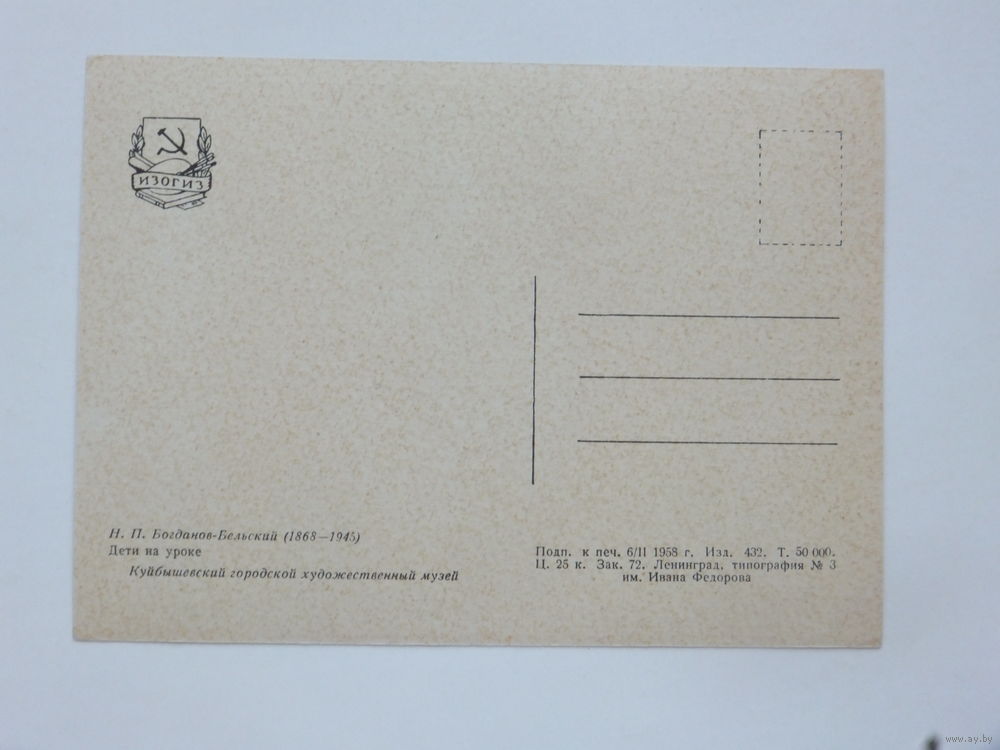 ИЗОГИЗ
Н. П. Богданов-Бельский (1868—1945)
Дети на уроке
Куйбышевский городской художественный музей
Подп. к печ. 6/II 1958 г. Изд. 432. Т. 50 000.
Ц. 25 к. Зак. 72. Ленинград, типография № 3
им. Ивана Федорова
www.ay.by